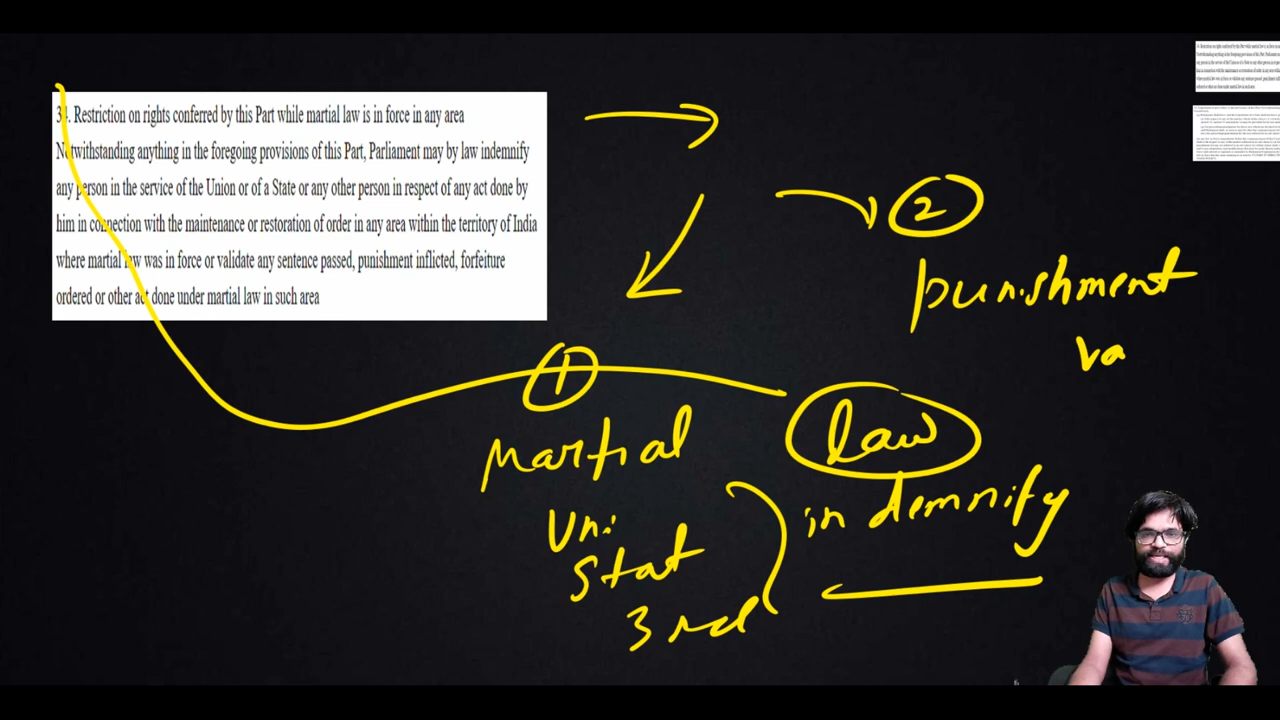 34. Restriction on rights conferred by this Part while martial law is in force in any area
Notwithstanding anything in the foregoing provisions of this Part, Parliament may by law indemnify
any person in the service of the Union or of a State or any other person in respect of any act done by
him in connection with the maintenance or restoration of order in any area within the territory of India
where martial law was in force or validate any sentence passed, punishment inflicted, forfeiture
ordered or other act done under martial law in such area
2
punishment
va
1
Martial law
Uni
indemnify
Stat
3rd